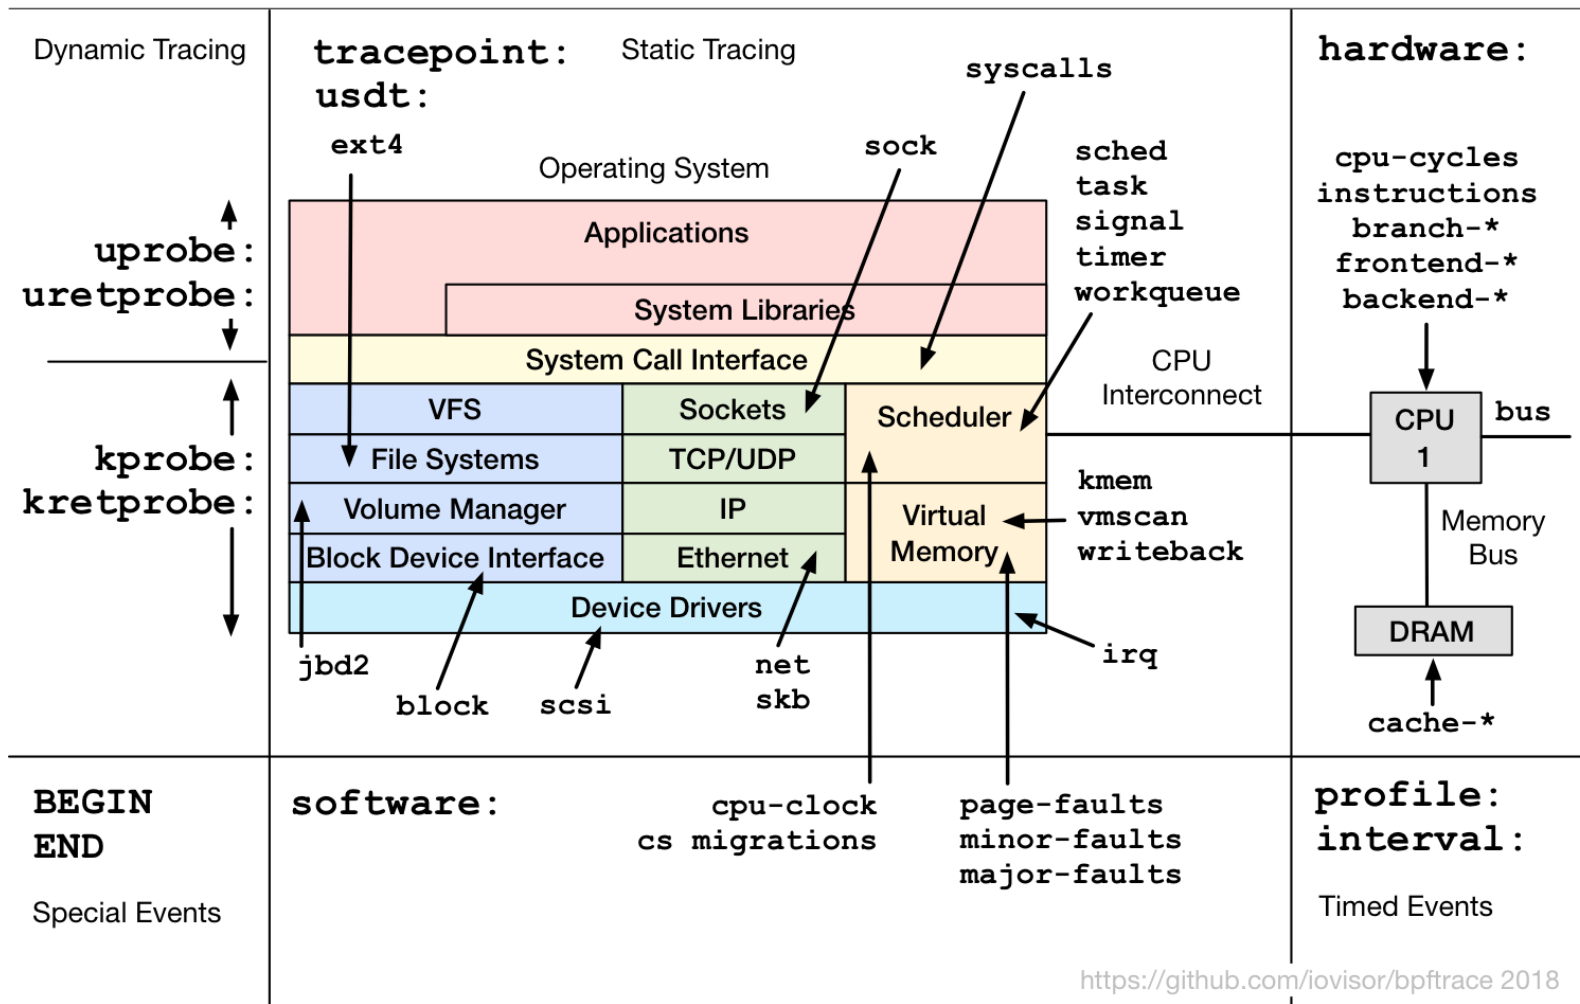 Dynamic Tracing
tracepoint:
usdt:
Static Tracing
hardware:
syscalls
ext4
sock
Operating System
sched
task
signal
timer
workqueue
cpu-cycles
instructions
branch-*
frontend-*
backend-*
uprobe:
uretprobe:
Applications
System Libraries
System Call Interface
CPU
Interconnect
VFS
Sockets
Scheduler
CPU
1
bus
kprobe:
kretprobe:
File Systems
TCP/UDP
Volume Manager
IP
Virtual
Memory
kmem
vmscan
writeback
Memory
Bus
Block Device Interface
Ethernet
Device Drivers
DRAM
jbd2
block
scsi
net
skb
irq
cache-*
BEGIN
END
Special Events
software:
cpu-clock
cs migrations
page-faults
minor-faults
major-faults
profile:
interval:
Timed Events
https://github.com/iovisor/bpftrace 2018